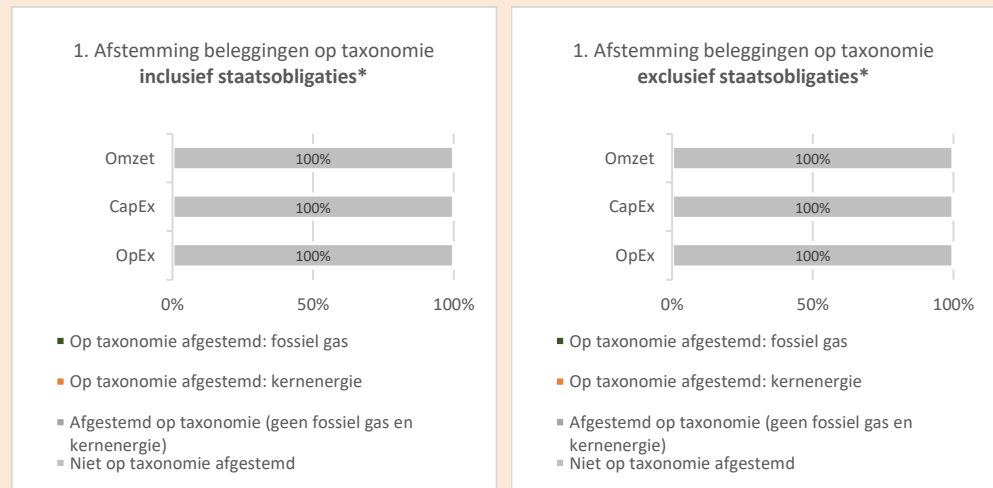 1. Afstemming beleggingen op taxonomie
inclusief staatsobligaties*
Omzet
100%
CapEx
100%
OpEx
100%
0%
50%
100%
Op taxonomie afgestemd: fossiel gas
Op taxonomie afgestemd: kernenergie
Afgestemd op taxonomie (geen fossiel gas en
kernenergie)
Niet op taxonomie afgestemd
1. Afstemming beleggingen op taxonomie
exclusief staatsobligaties*
Omzet
100%
CapEx
100%
OpEx
100%
0%
50%
100%
Op taxonomie afgestemd: fossiel gas
Op taxonomie afgestemd: kernenergie
Afgestemd op taxonomie (geen fossiel gas en
kernenergie)
Niet op taxonomie afgestemd